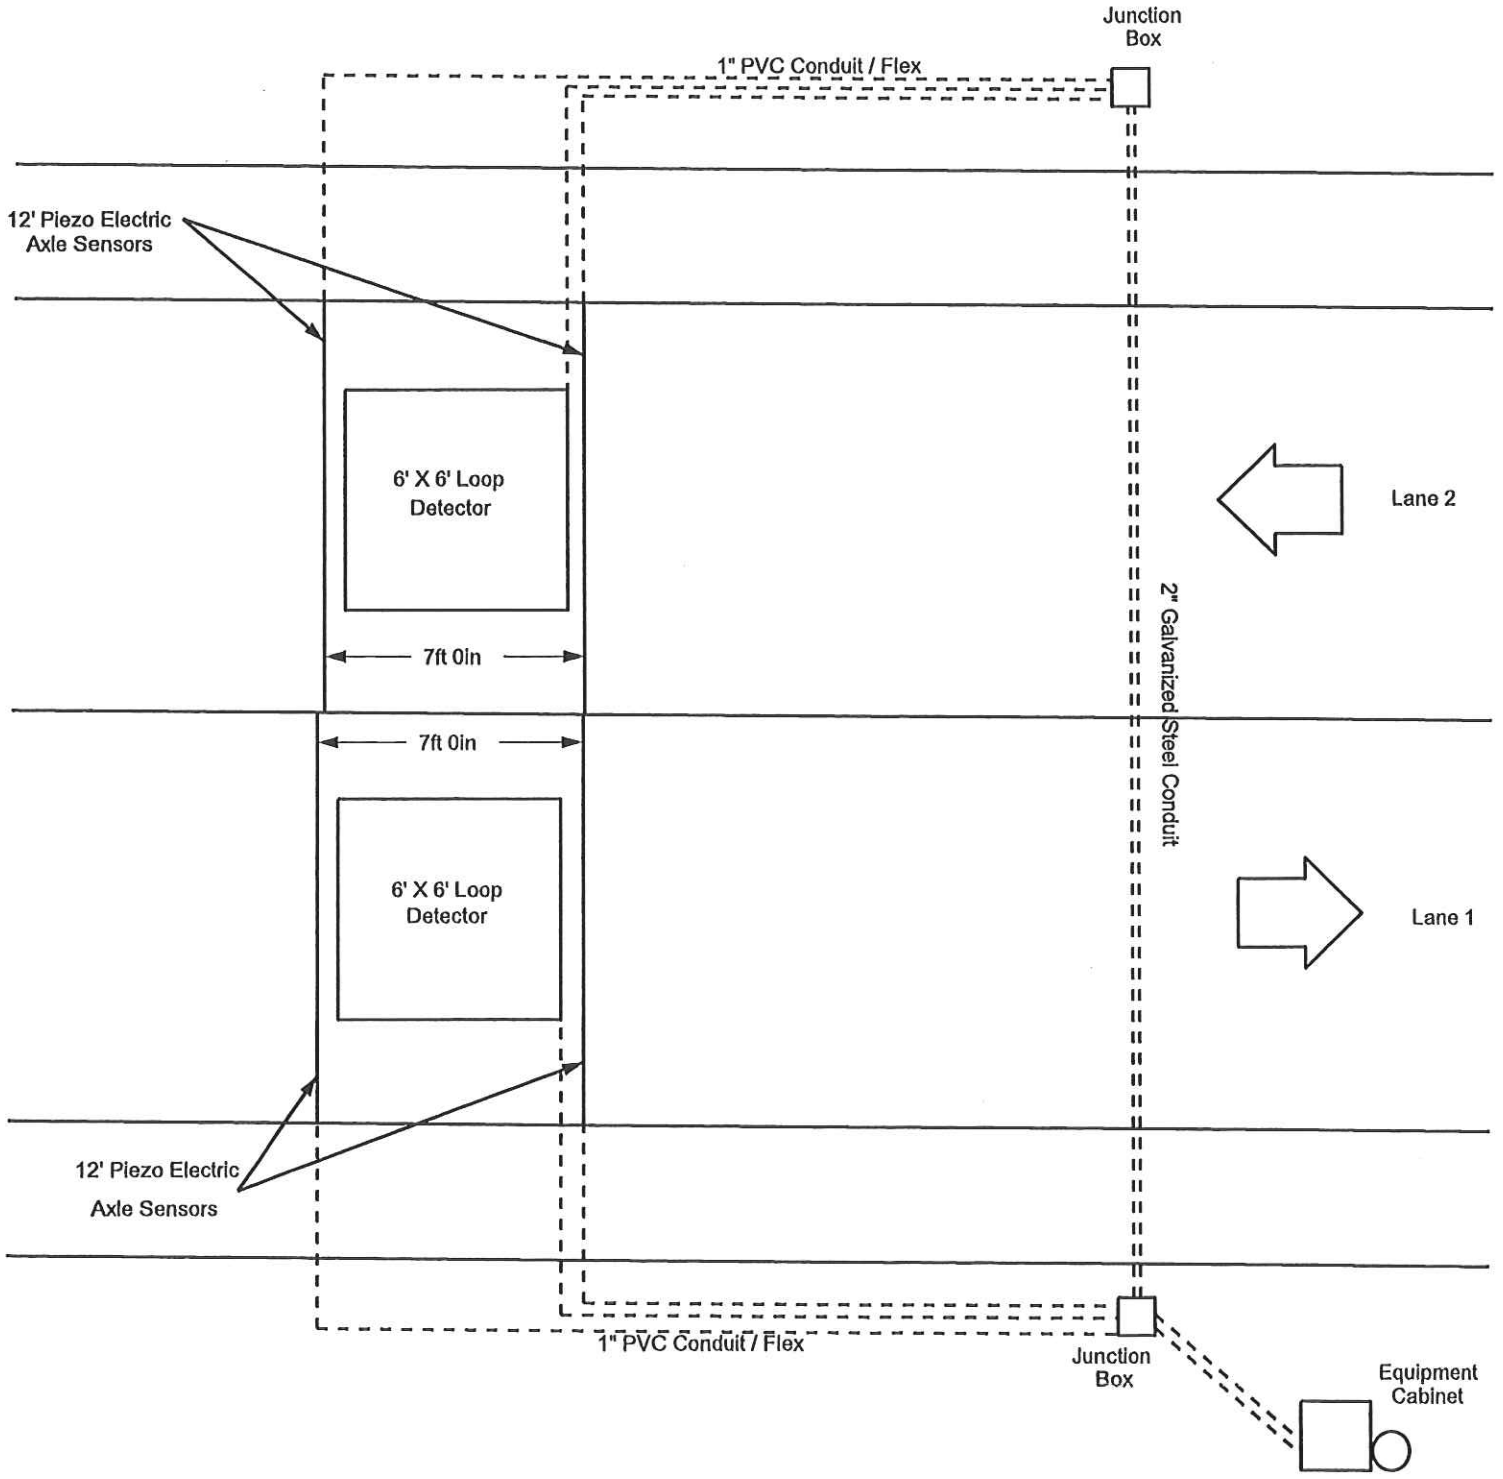 Junction
Box
1" PVC Conduit / Flex
12' Piezo Electric
Axle Sensors
6' X 6' Loop
Detector
Lane 2
2" Galvanized Steel Conduit
7ft 0in
7ft 0in
6' X 6' Loop
Detector
Lane 1
12' Piezo Electric
Axle Sensors
1" PVC Conduit / Flex
Junction
Box
Equipment
Cabinet